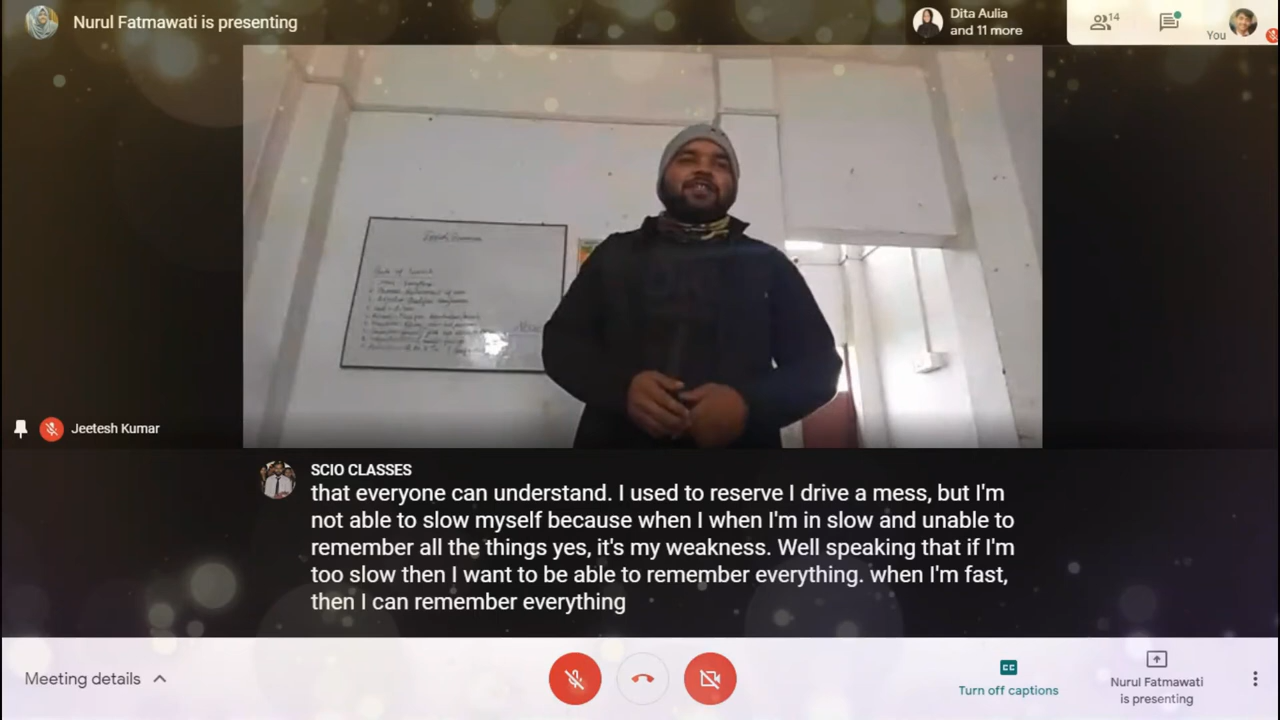 Nurul Fatmawati is presenting
Dita Aulia
and 11 more
14
You
Jeetesh Kumar
SCIO CLASSES
that everyone can understand. I used to reserve I drive a mess, but I'm
not able to slow myself because when I when I'm in slow and unable to
remember all the things yes, it's my weakness. Well speaking that if I'm
too slow then I want to be able to remember everything. when I'm fast,
then I can remember everything
Meeting details
CC
Turn off captions
Nurul Fatmawati
is presenting